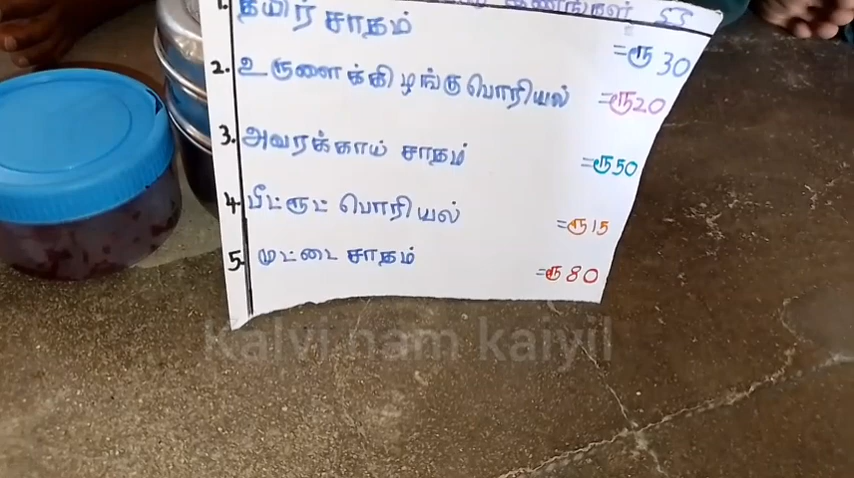 1. தயிர் சாதம் =ரூ 30
2. உருளைக்கிழங்கு பொரியல் =ரூ20
3. அவரக்காய் சாதம் =ரூ50
4. பீட்ரூட் பொரியல் =ரூ15
5. முட்டை சாதம் =ரூ 80
Kalvi nam kaiyil